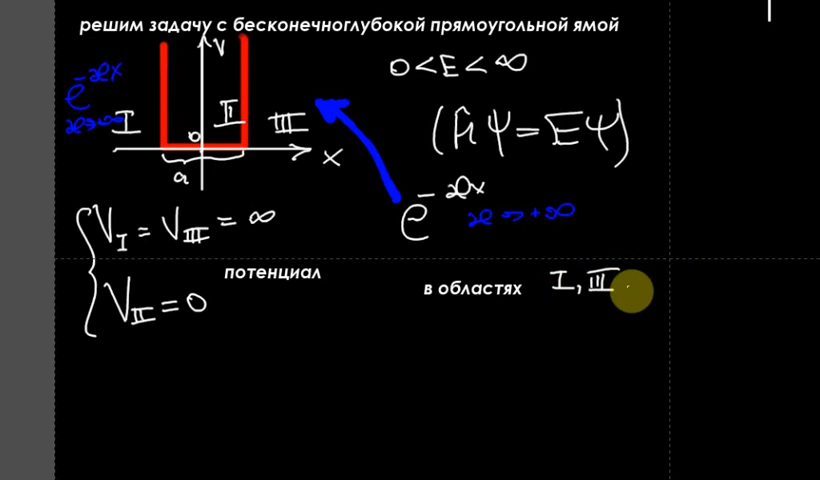 решим задачу с бесконечноглубокой прямоугольной ямой
V
0 < E < ∞
e^{-æx}
æ→∞
I II III
0
x
a
(ĥψ = Eψ)
e^{-æx} æ→+∞
V_I = V_III = ∞
потенциал
V_II = 0
в областях I, III